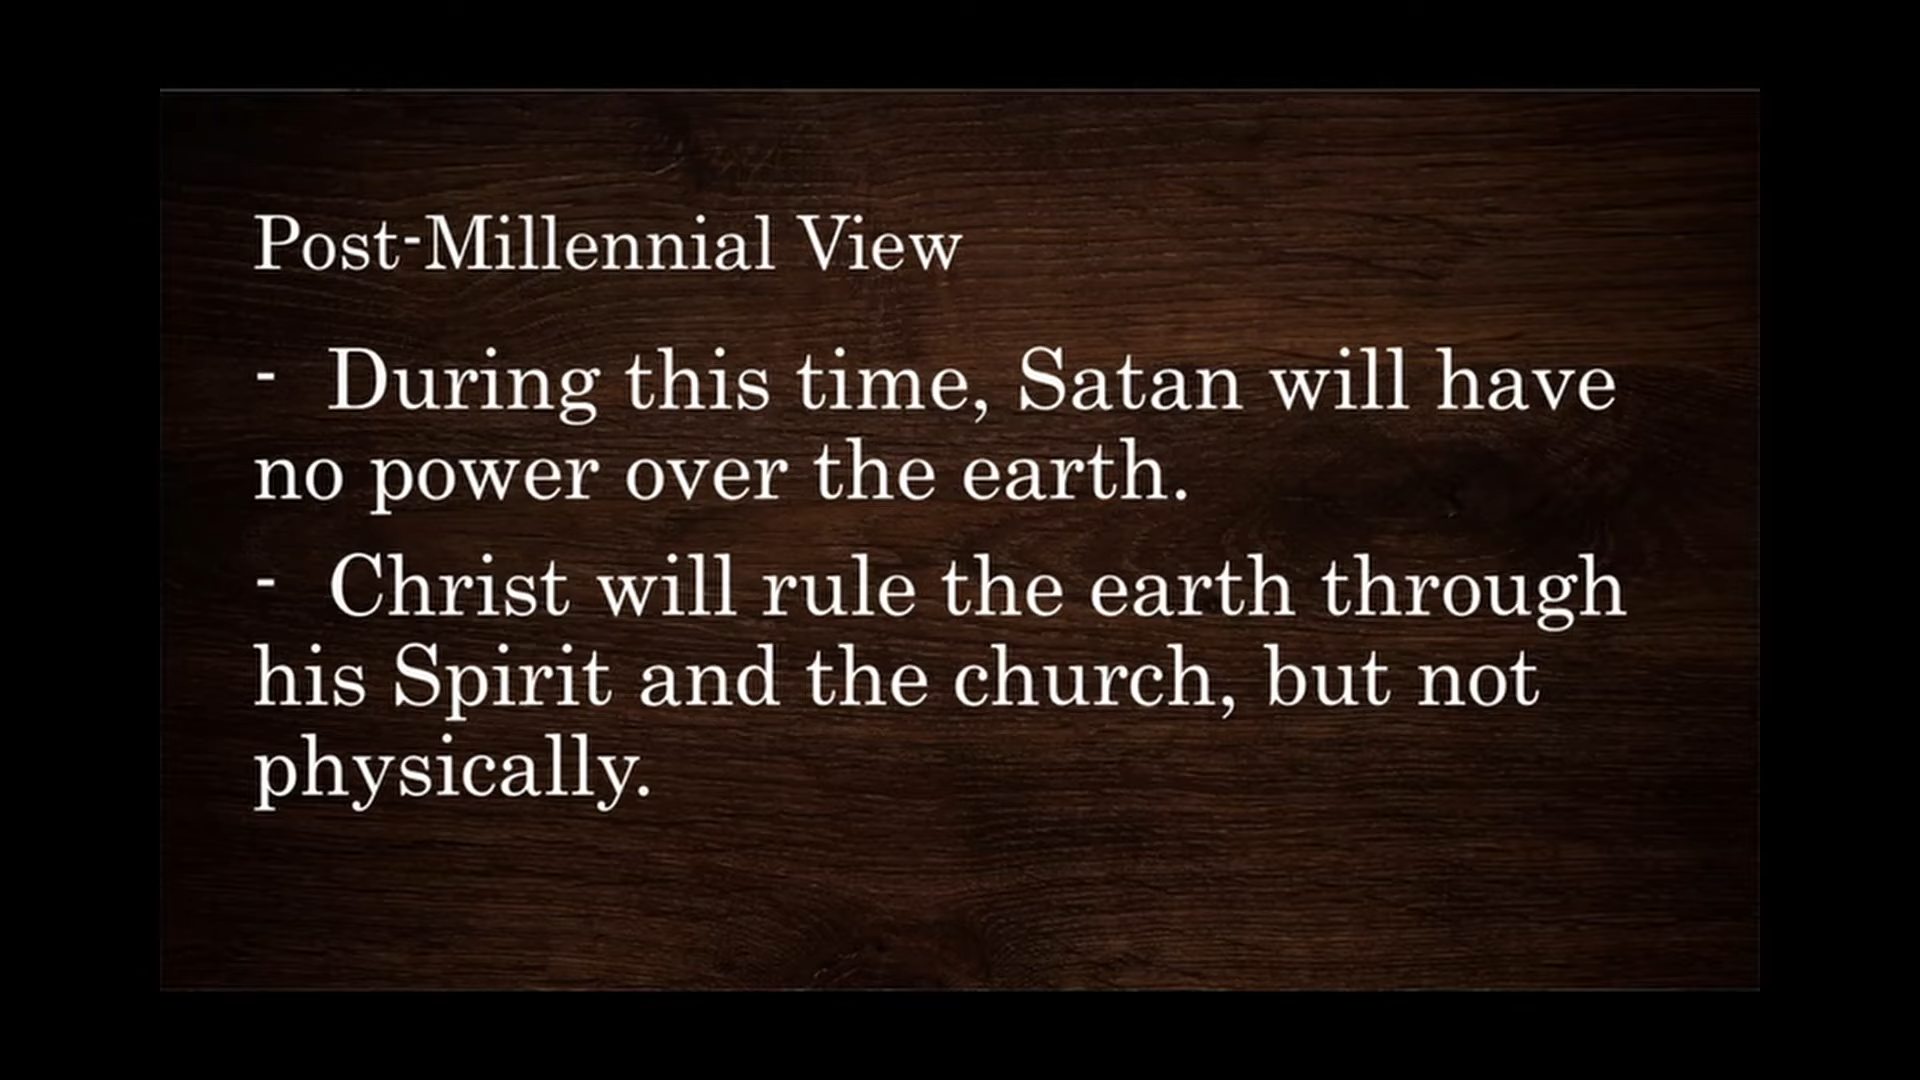 Post-Millennial View
- During this time, Satan will have
no power over the earth.
- Christ will rule the earth through
his Spirit and the church, but not
physically.